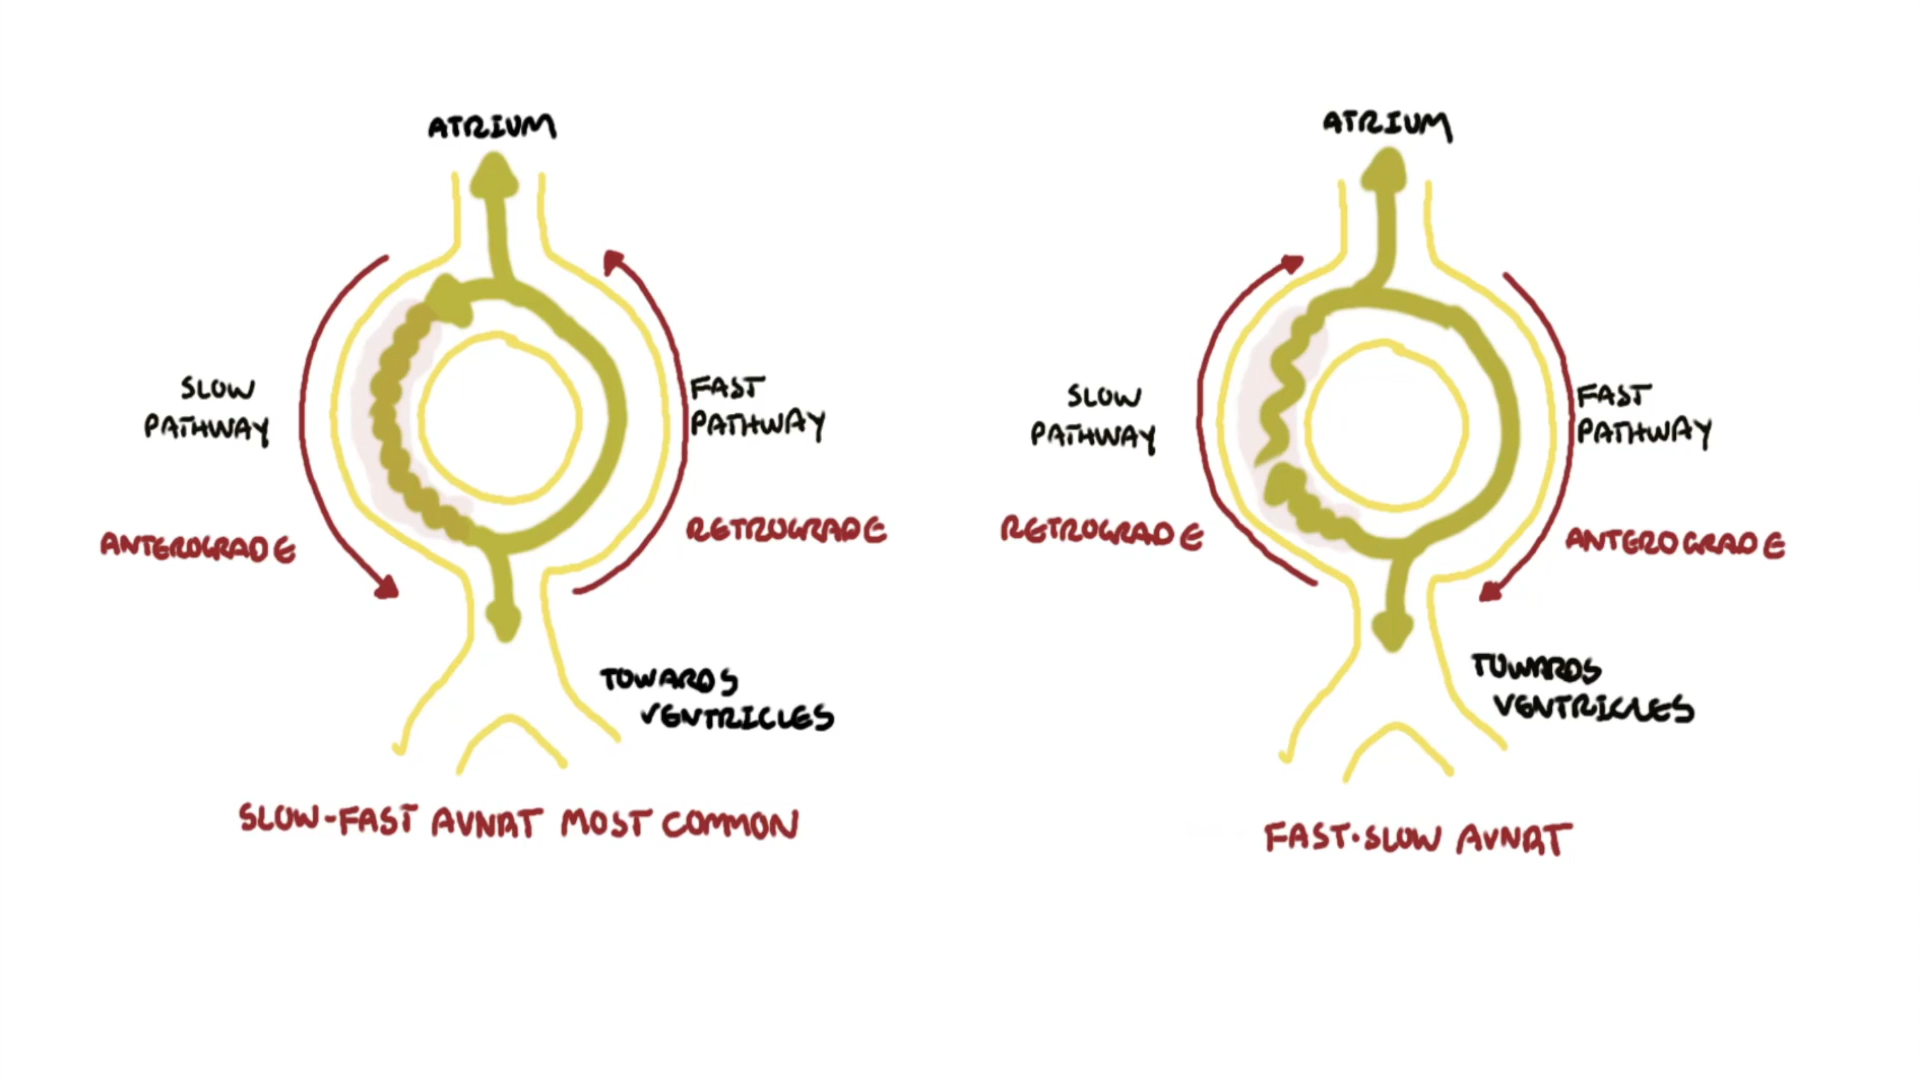 ATRIUM
SLOW
PATHWAY
FAST
PATHWAY
ANTEROGRADE
RETROGRADE
TOWARDS
VENTRICLES
SLOW-FAST AVNRT MOST COMMON
ATRIUM
SLOW
PATHWAY
FAST
PATHWAY
RETROGRADE
ANTEROGRADE
TOWARDS
VENTRICLES
FAST-SLOW AVNRT